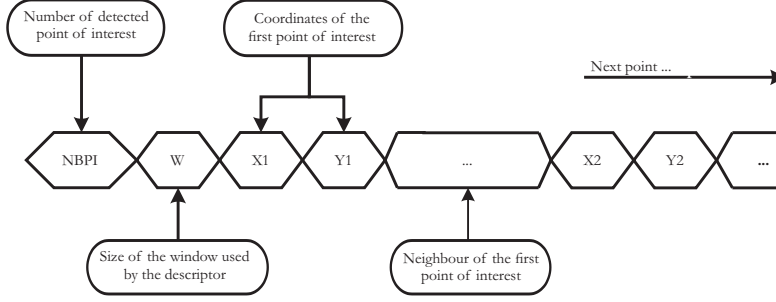 Number of detected
point of interest
Coordinates of the
first point of interest
Next point ...
NBPI
W
X1
Y1
...
X2
Y2
...
Size of the window used
by the descriptor
Neighbour of the first
point of interest